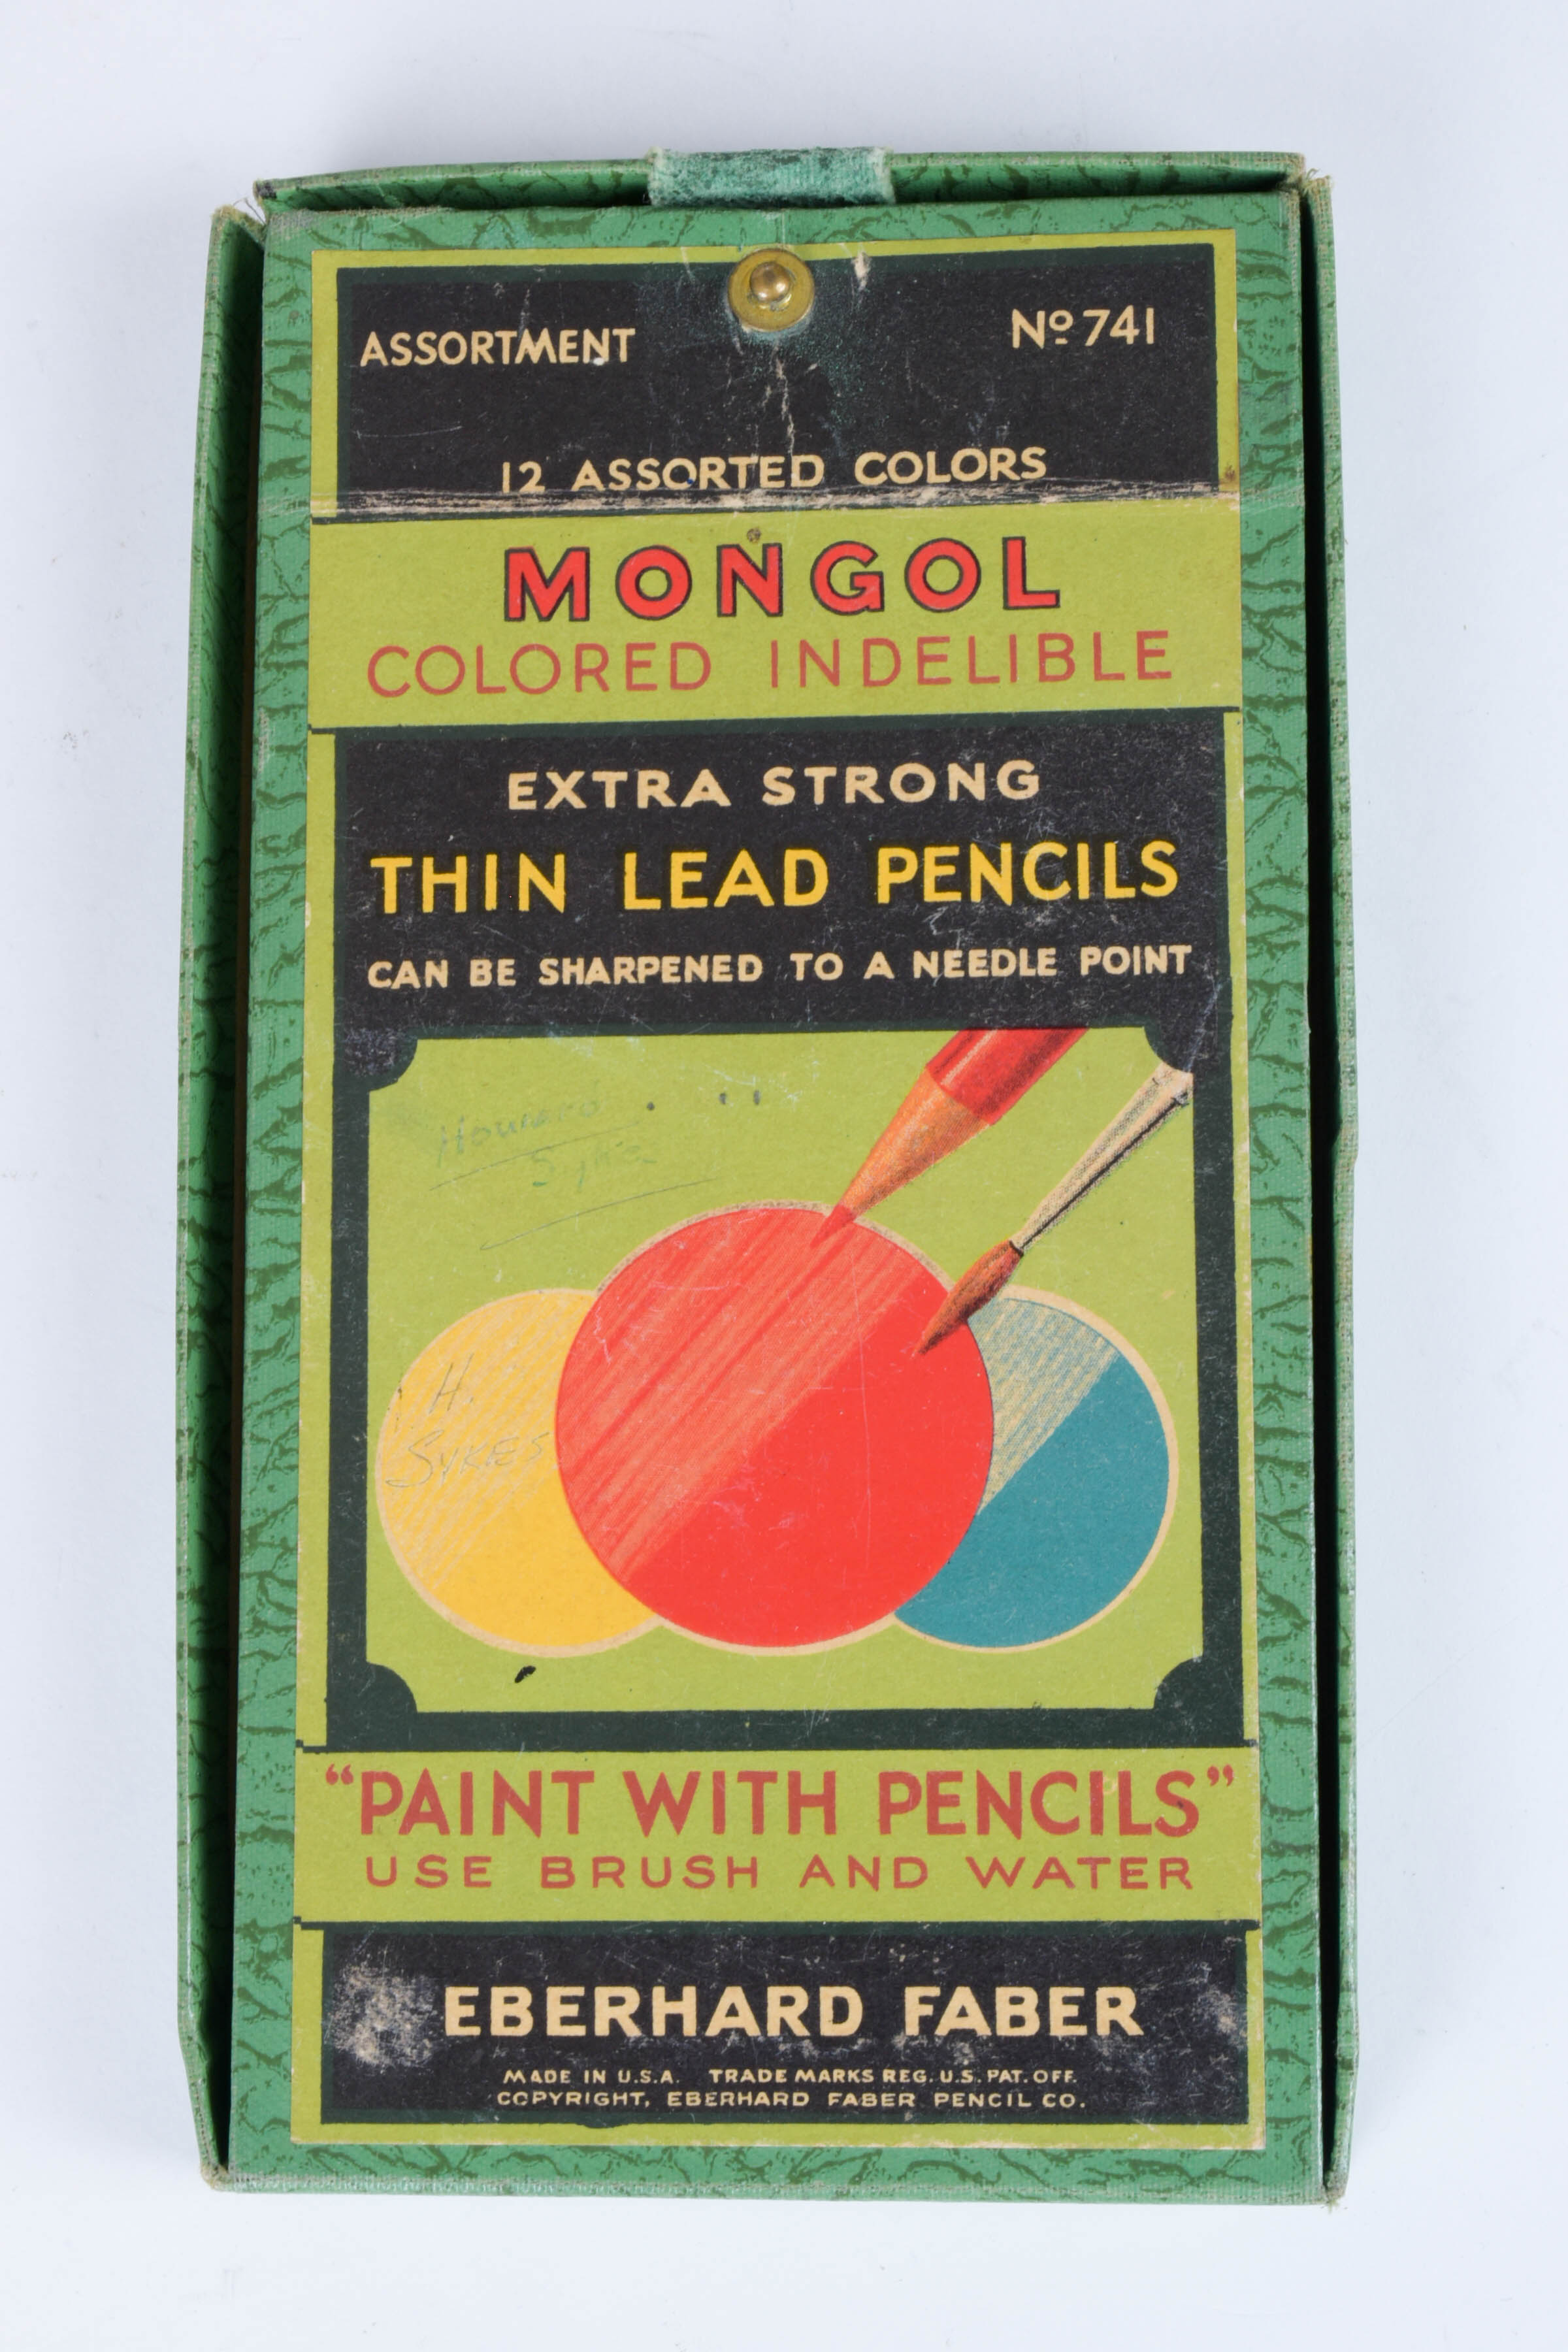 ASSORTMENT Nº 741
12 ASSORTED COLORS
MONGOL
COLORED INDELIBLE
EXTRA STRONG
THIN LEAD PENCILS
CAN BE SHARPENED TO A NEEDLE POINT
Howard
H.
SYKES
“PAINT WITH PENCILS”
USE BRUSH AND WATER
EBERHARD FABER
MADE IN U.S.A. TRADE MARKS REG. U.S. PAT. OFF.
COPYRIGHT, EBERHARD FABER PENCIL CO.